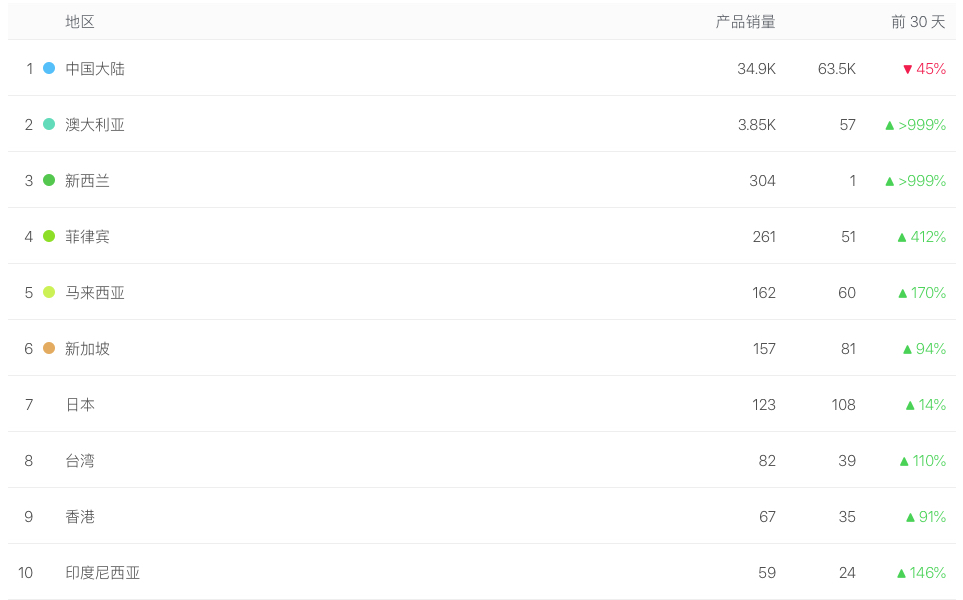 地区 产品销量 前 30 天
1 中国大陆 34.9K 63.5K ▼ 45%
2 澳大利亚 3.85K 57 ▲ >999%
3 新西兰 304 1 ▲ >999%
4 菲律宾 261 51 ▲ 412%
5 马来西亚 162 60 ▲ 170%
6 新加坡 157 81 ▲ 94%
7 日本 123 108 ▲ 14%
8 台湾 82 39 ▲ 110%
9 香港 67 35 ▲ 91%
10 印度尼西亚 59 24 ▲ 146%